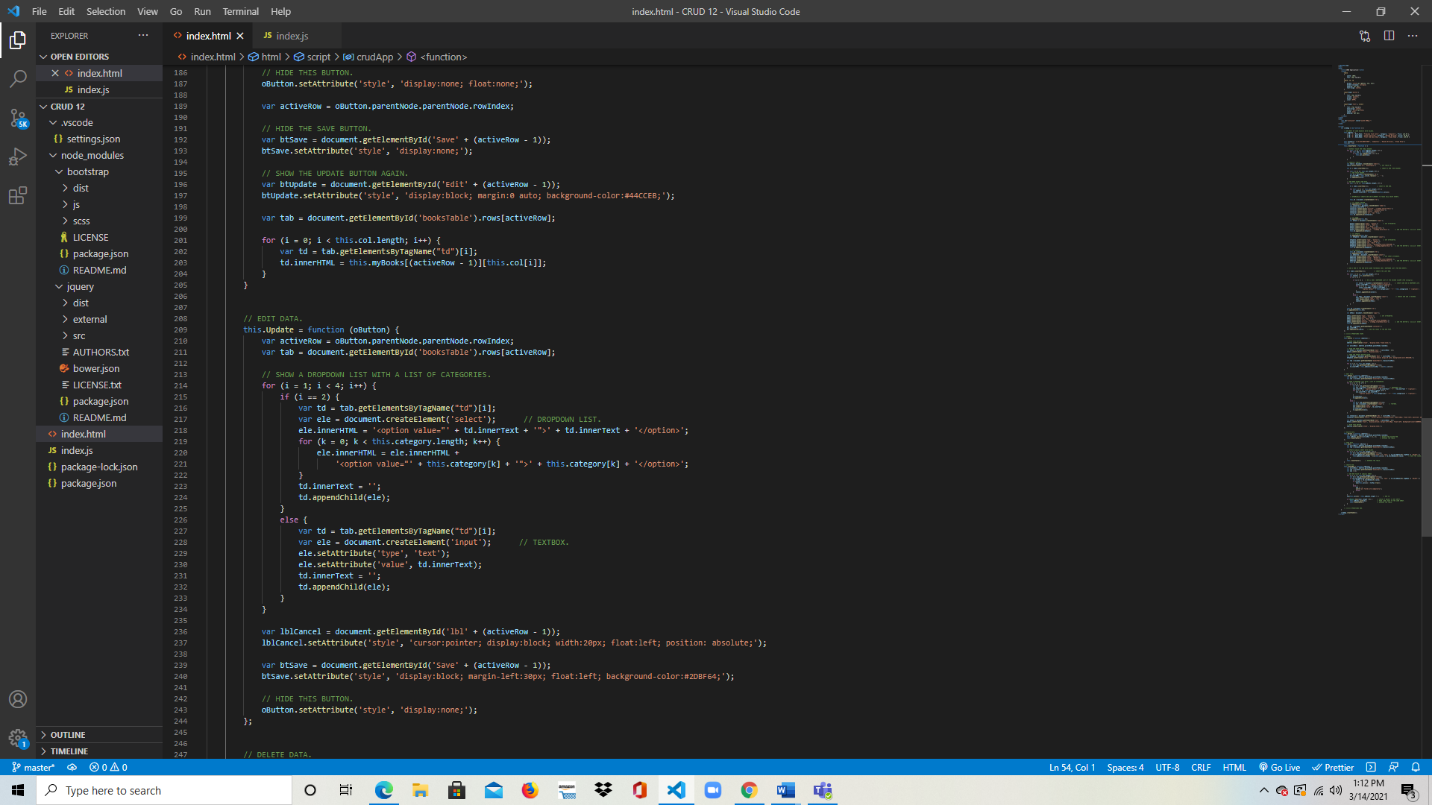 File Edit Selection View Go Run Terminal Help
index.html - CRUD 12 - Visual Studio Code
EXPLORER
OPEN EDITORS
index.html
index.js
CRUD 12
.vscode
settings.json
node_modules
bootstrap
dist
js
scss
LICENSE
package.json
README.md
jquery
dist
external
src
AUTHORS.txt
bower.json
LICENSE.txt
package.json
README.md
index.html
index.js
package-lock.json
package.json
OUTLINE
TIMELINE
index.html index.js
index.html > html > script > crudApp > <function>
186 // HIDE THIS BUTTON.
187 oButton.setAttribute('style', 'display:none; float:none;');
188
189 var activeRow = oButton.parentNode.parentNode.rowIndex;
190
191 // HIDE THE SAVE BUTTON.
192 var btSave = document.getElementById('Save' + (activeRow - 1));
193 btSave.setAttribute('style', 'display:none;');
194
195 // SHOW THE UPDATE BUTTON AGAIN.
196 var btUpdate = document.getElementById('Edit' + (activeRow - 1));
197 btUpdate.setAttribute('style', 'display:block; margin:0 auto; background-color:#44CCEB;');
198
199 var tab = document.getElementById('booksTable').rows[activeRow];
200
201 for (i = 0; i < this.col.length; i++) {
202 var td = tab.getElementsByTagName("td")[i];
203 td.innerHTML = this.myBooks[(activeRow - 1)][this.col[i]];
204 }
205 }
206
207
208 // EDIT DATA.
209 this.Update = function (oButton) {
210 var activeRow = oButton.parentNode.parentNode.rowIndex;
211 var tab = document.getElementById('booksTable').rows[activeRow];
212
213 // SHOW A DROPDOWN LIST WITH A LIST OF CATEGORIES.
214 for (i = 1; i < 4; i++) {
215 if (i == 2) {
216 var td = tab.getElementsByTagName("td")[i];
217 var ele = document.createElement('select'); // DROPDOWN LIST.
218 ele.innerHTML = '<option value="' + td.innerText + '">' + td.innerText + '</option>';
219 for (k = 0; k < this.category.length; k++) {
220 ele.innerHTML = ele.innerHTML +
221 '<option value="' + this.category[k] + '">' + this.category[k] + '</option>';
222 }
223 td.innerText = '';
224 td.appendChild(ele);
225 }
226 else {
227 var td = tab.getElementsByTagName("td")[i];
228 var ele = document.createElement('input'); // TEXTBOX.
229 ele.setAttribute('type', 'text');
230 ele.setAttribute('value', td.innerText);
231 td.innerText = '';
232 td.appendChild(ele);
233 }
234 }
235
236 var lblCancel = document.getElementById('lbl' + (activeRow - 1));
237 lblCancel.setAttribute('style', 'cursor:pointer; display:block; width:20px; float:left; position: absolute;');
238
239 var btSave = document.getElementById('Save' + (activeRow - 1));
240 btSave.setAttribute('style', 'display:block; margin-left:30px; float:left; background-color:#2DBF64;');
241
242 // HIDE THIS BUTTON.
243 oButton.setAttribute('style', 'display:none;');
244 };
245
246
247 // DELETE DATA.
5K
1
master* 0 0 Ln 54, Col 1 Spaces: 4 UTF-8 CRLF HTML Go Live Prettier
Type here to search
1:12 PM
3/14/2021
3